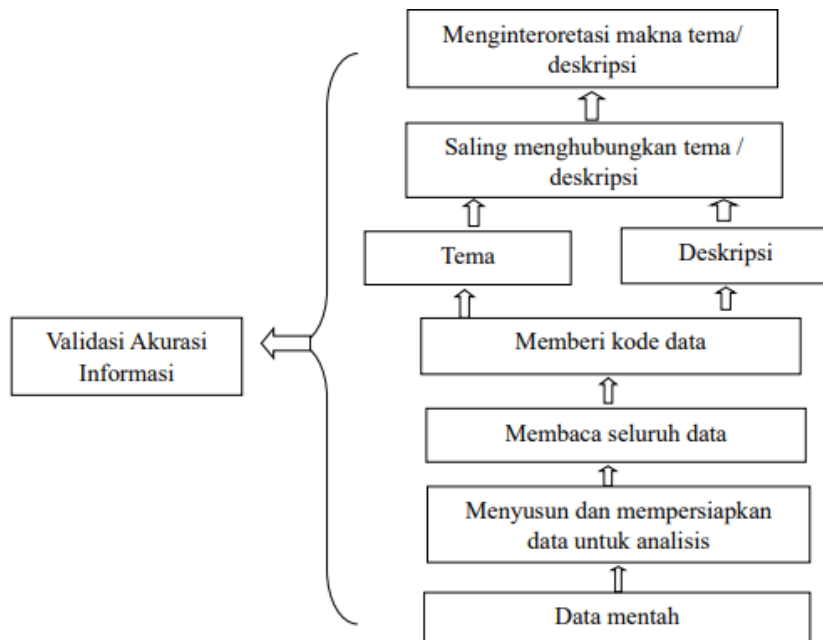 Menginteroretasi makna tema/
deskripsi
Saling menghubungkan tema /
deskripsi
Tema
Deskripsi
Validasi Akurasi
Informasi
Memberi kode data
Membaca seluruh data
Menyusun dan mempersiapkan
data untuk analisis
Data mentah